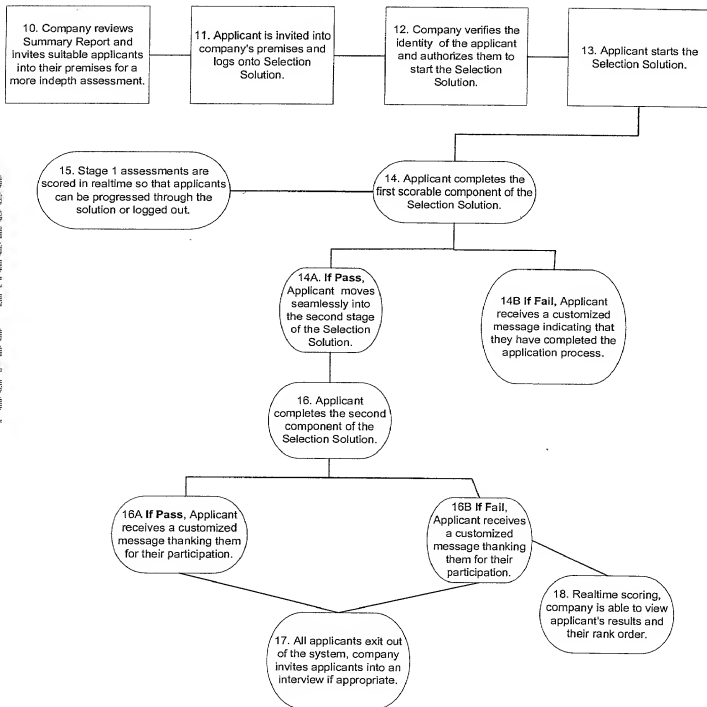 10. Company reviews
Summary Report and
invites suitable applicants
into their premises for a
more indepth assessment.
11. Applicant is invited into
company's premises and
logs onto Selection
Solution.
12. Company verifies the
identity of the applicant
and authorizes them to
start the Selection
Solution.
13. Applicant starts the
Selection Solution.
15. Stage 1 assessments are
scored in realtime so that applicants
can be progressed through the
solution or logged out.
14. Applicant completes the
first scorable component of the
Selection Solution.
14A. If Pass,
Applicant moves
seamlessly into
the second stage
of the Selection
Solution.
14B If Fail, Applicant
receives a customized
message indicating that
they have completed the
application process.
16. Applicant
completes the second
component of the
Selection Solution.
16A If Pass, Applicant
receives a customized
message thanking them
for their participation.
16B If Fail,
Applicant receives
a customized
message thanking
them for their
participation.
18. Realtime scoring,
company is able to view
applicant's results and
their rank order.
17. All applicants exit out
of the system, company
invites applicants into an
interview if appropriate.